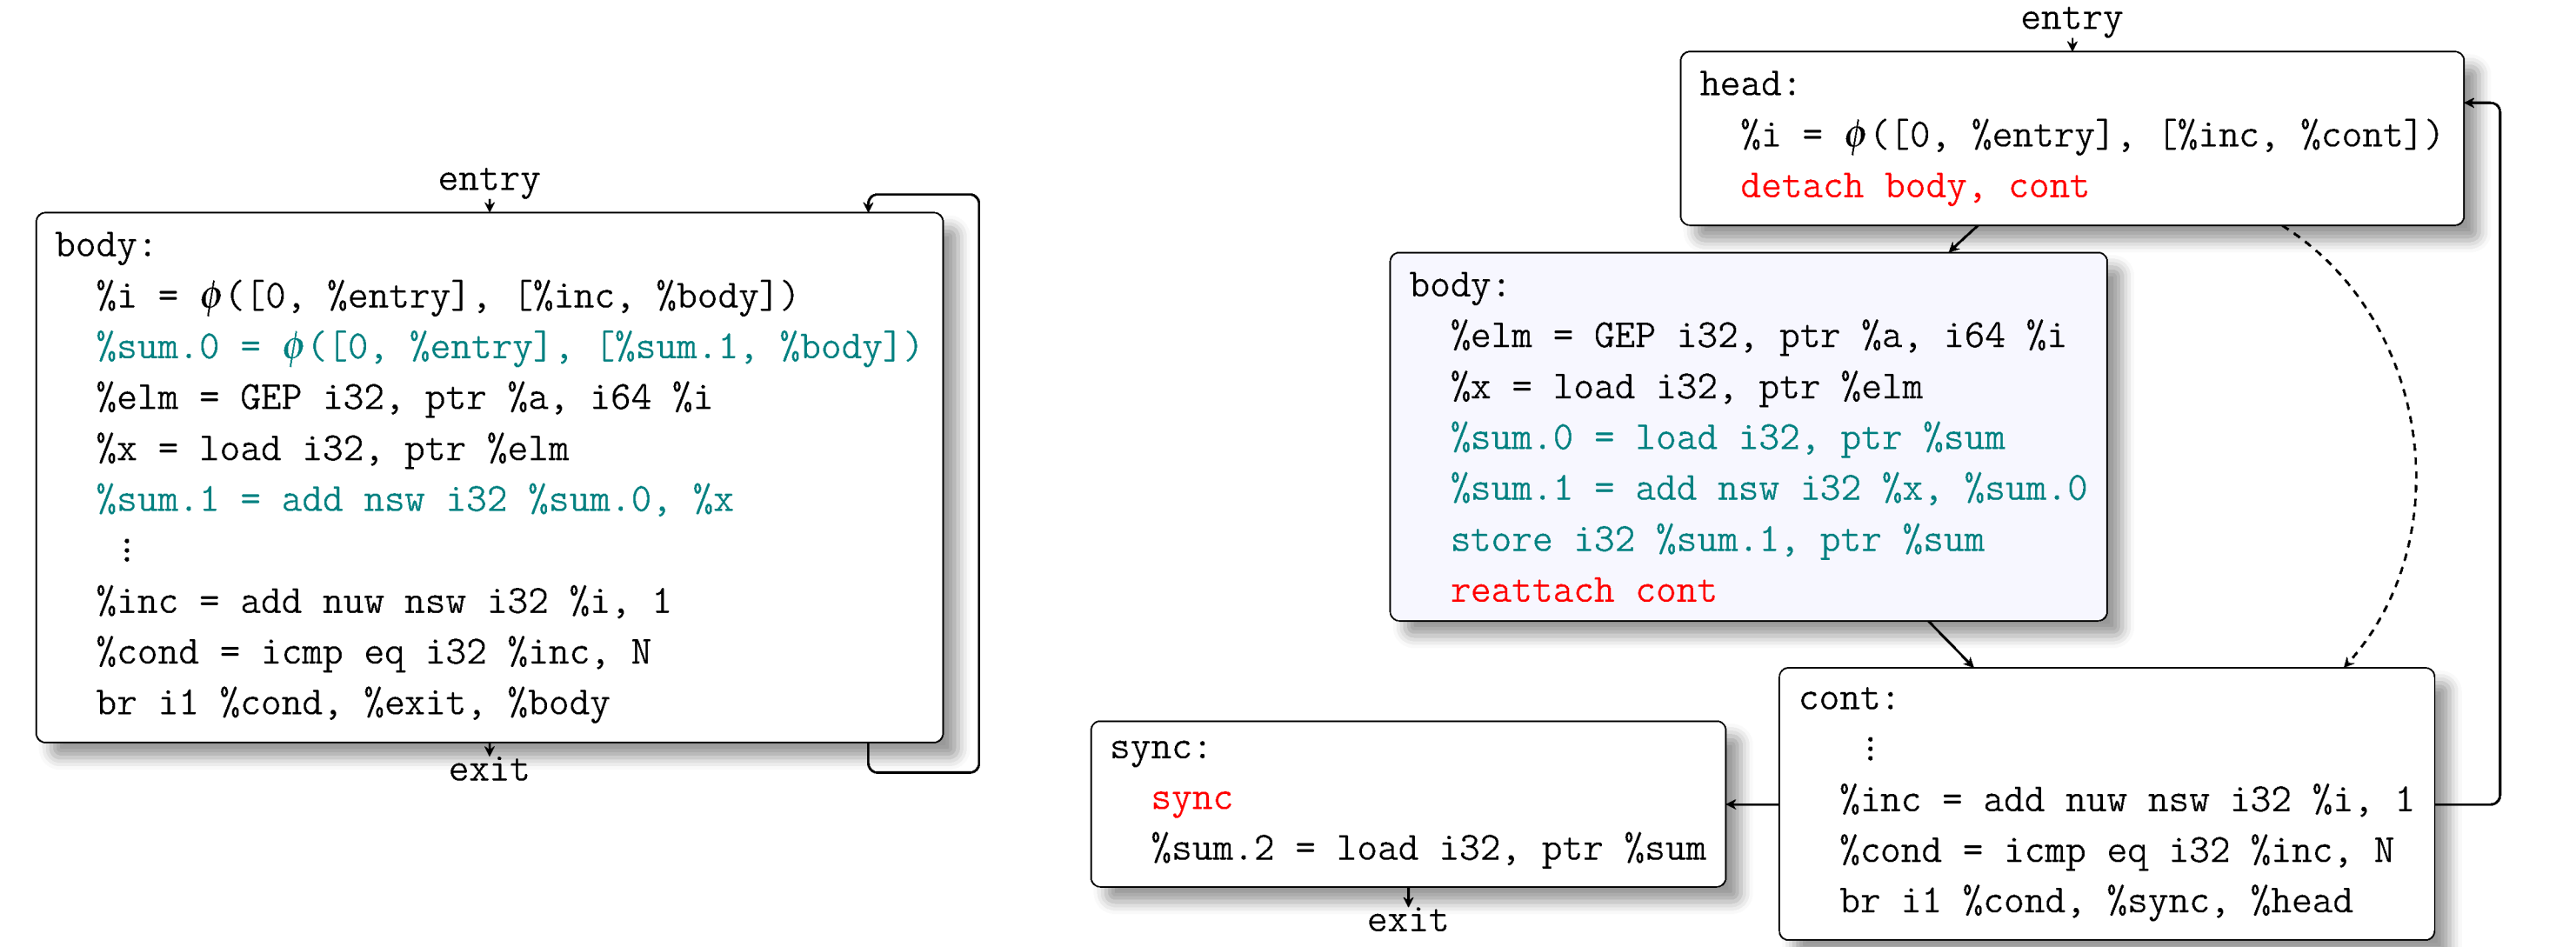 entry
body:
%i = ϕ([0, %entry], [%inc, %body])
%sum.0 = ϕ([0, %entry], [%sum.1, %body])
%elm = GEP i32, ptr %a, i64 %i
%x = load i32, ptr %elm
%sum.1 = add nsw i32 %sum.0, %x
⋮
%inc = add nuw nsw i32 %i, 1
%cond = icmp eq i32 %inc, N
br i1 %cond, %exit, %body
exit
entry
head:
%i = ϕ([0, %entry], [%inc, %cont])
detach body, cont
body:
%elm = GEP i32, ptr %a, i64 %i
%x = load i32, ptr %elm
%sum.0 = load i32, ptr %sum
%sum.1 = add nsw i32 %x, %sum.0
store i32 %sum.1, ptr %sum
reattach cont
cont:
⋮
%inc = add nuw nsw i32 %i, 1
%cond = icmp eq i32 %inc, N
br i1 %cond, %sync, %head
sync:
sync
%sum.2 = load i32, ptr %sum
exit